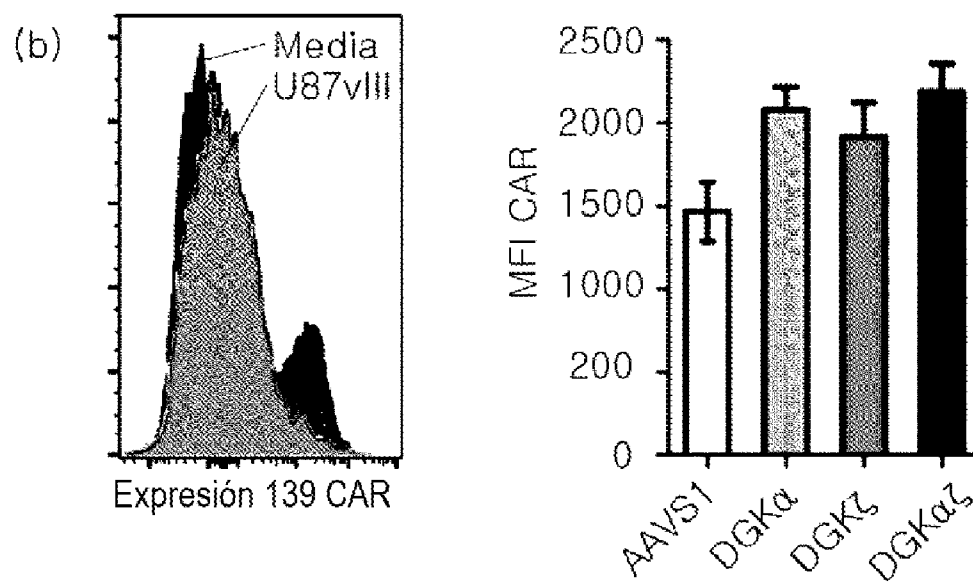 (b)
Media
U87vIII
Expresión 139 CAR
MFI CAR
2500
2000
1500
1000
200
0
AAVS1
DGKα
DGKζ
DGKαζ